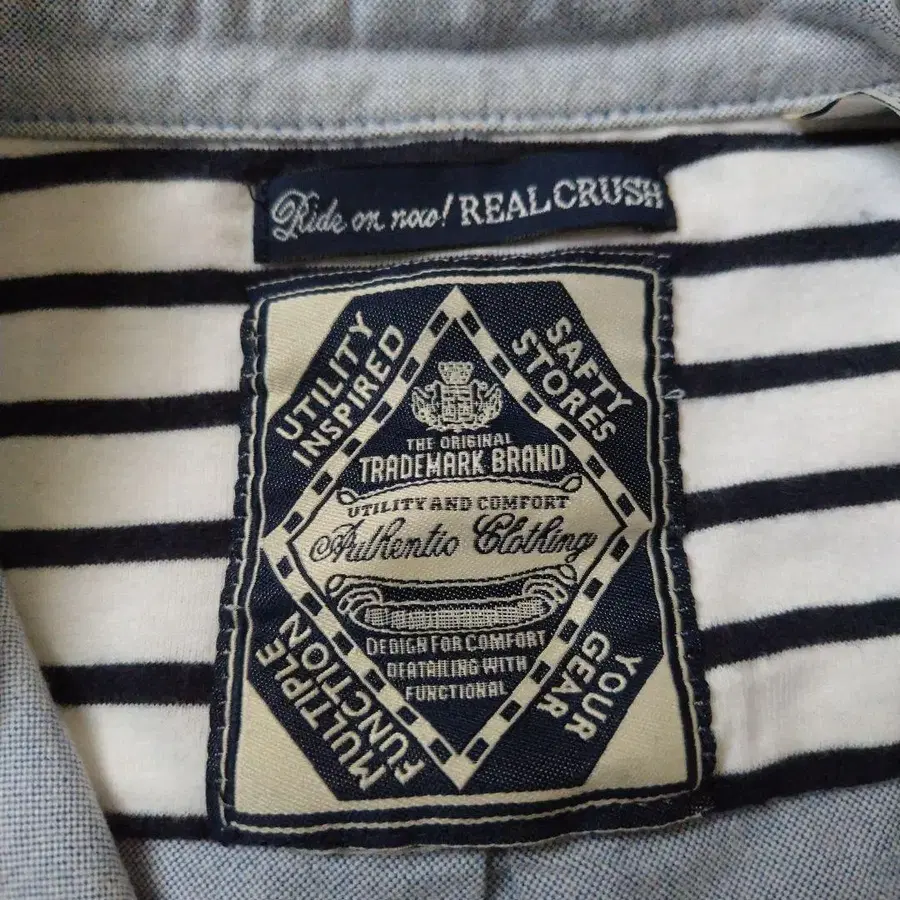 Ride on now! REAL CRUSH
UTILITY
INSPIRED
SAFTY
STORES
THE ORIGINAL
TRADEMARK BRAND
UTILITY AND COMFORT
Authentic Clothing
DEDIGN FOR COMFORT
DEATAILING WITH
FUNCTIONAL
MULTIPLE
FUNCTION
YOUR
GEAR